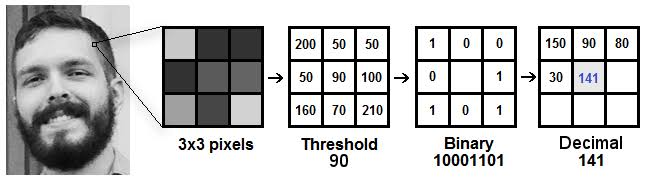 200 50 50
50 90 100
160 70 210
3x3 pixels
Threshold
90
1 0 0
0 1
1 0 1
Binary
10001101
150 90 80
30 141
Decimal
141